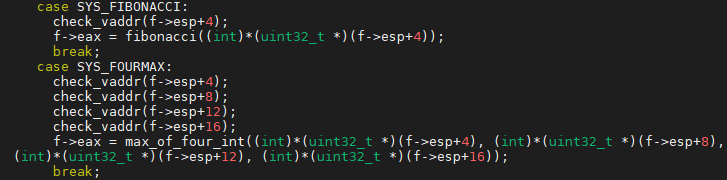 case SYS_FIBONACCI:
check_vaddr(f->esp+4);
f->eax = fibonacci((int)*(uint32_t *)(f->esp+4));
break;
case SYS_FOURMAX:
check_vaddr(f->esp+4);
check_vaddr(f->esp+8);
check_vaddr(f->esp+12);
check_vaddr(f->esp+16);
f->eax = max_of_four_int((int)*(uint32_t *)(f->esp+4), (int)*(uint32_t *)(f->esp+8),
(int)*(uint32_t *)(f->esp+12), (int)*(uint32_t *)(f->esp+16));
break;